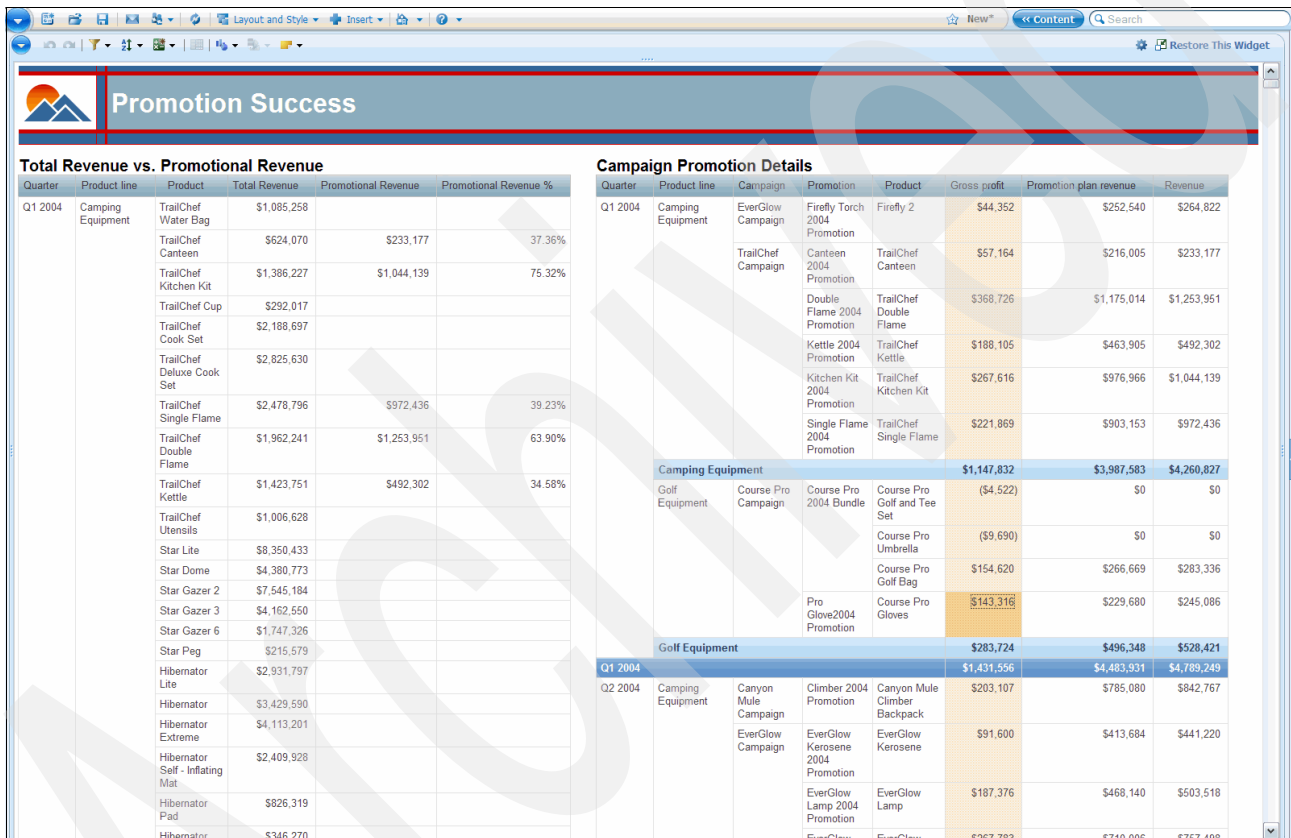 Layout and Style Insert New* « Content Search
Restore This Widget
Promotion Success
Total Revenue vs. Promotional Revenue
Quarter Product line Product Total Revenue Promotional Revenue Promotional Revenue %
Q1 2004 Camping TrailChef $1,085,258
Equipment Water Bag
TrailChef $624,070 $233,177 37.36%
Canteen
TrailChef $1,386,227 $1,044,139 75.32%
Kitchen Kit
TrailChef Cup $292,017
TrailChef $2,188,697
Cook Set
TrailChef $2,825,630
Deluxe Cook
Set
TrailChef $2,478,796 $972,436 39.23%
Single Flame
TrailChef $1,962,241 $1,253,951 63.90%
Double
Flame
TrailChef $1,423,751 $492,302 34.58%
Kettle
TrailChef $1,006,628
Utensils
Star Lite $8,350,433
Star Dome $4,380,773
Star Gazer 2 $7,545,184
Star Gazer 3 $4,162,550
Star Gazer 6 $1,747,326
Star Peg $215,579
Hibernator $2,931,797
Lite
Hibernator $3,429,590
Hibernator $4,113,201
Extreme
Hibernator $2,409,928
Self - Inflating
Mat
Hibernator $826,319
Pad
Hibernator $346,270
Campaign Promotion Details
Quarter Product line Campaign Promotion Product Gross profit Promotion plan revenue Revenue
Q1 2004 Camping EverGlow Firefly Torch Firefly 2 $44,352 $252,540 $264,822
Equipment Campaign 2004
Promotion
TrailChef Canteen TrailChef $57,164 $216,005 $233,177
Campaign 2004 Canteen
Promotion
Double TrailChef $368,726 $1,175,014 $1,253,951
Flame 2004 Double
Promotion Flame
Kettle 2004 TrailChef $188,105 $463,905 $492,302
Promotion Kettle
Kitchen Kit TrailChef $267,616 $976,966 $1,044,139
2004 Kitchen Kit
Promotion
Single Flame TrailChef $221,869 $903,153 $972,436
2004 Single Flame
Promotion
Camping Equipment $1,147,832 $3,987,583 $4,260,827
Golf Course Pro Course Pro Course Pro ($4,522) $0 $0
Equipment Campaign 2004 Bundle Golf and Tee
Set
Course Pro ($9,690) $0 $0
Umbrella
Course Pro $154,620 $266,669 $283,336
Golf Bag
Pro Course Pro $143,316 $229,680 $245,086
Glove2004 Gloves
Promotion
Golf Equipment $283,724 $496,348 $528,421
Q1 2004 $1,431,556 $4,483,931 $4,789,249
Q2 2004 Camping Canyon Climber 2004 Canyon Mule $203,107 $785,080 $842,767
Equipment Mule Promotion Climber
Campaign Backpack
EverGlow EverGlow EverGlow $91,600 $413,684 $441,220
Campaign Kerosene Kerosene
2004
Promotion
EverGlow EverGlow $187,376 $468,140 $503,518
Lamp 2004 Lamp
Promotion
EverGlow EverGlow